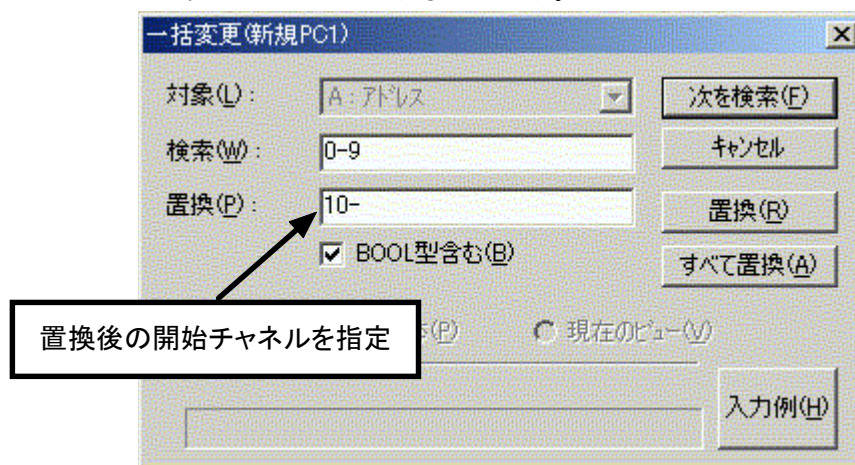 一括変更(新規PC1)
対象(L):
A:アドレス
次を検索(F)
検索(W):
0-9
キャンセル
置換(P):
10-
置換(R)
BOOL型含む(B)
すべて置換(A)
置換後の開始チャネルを指定
(P)
現在のビュー(V)
入力例(H)